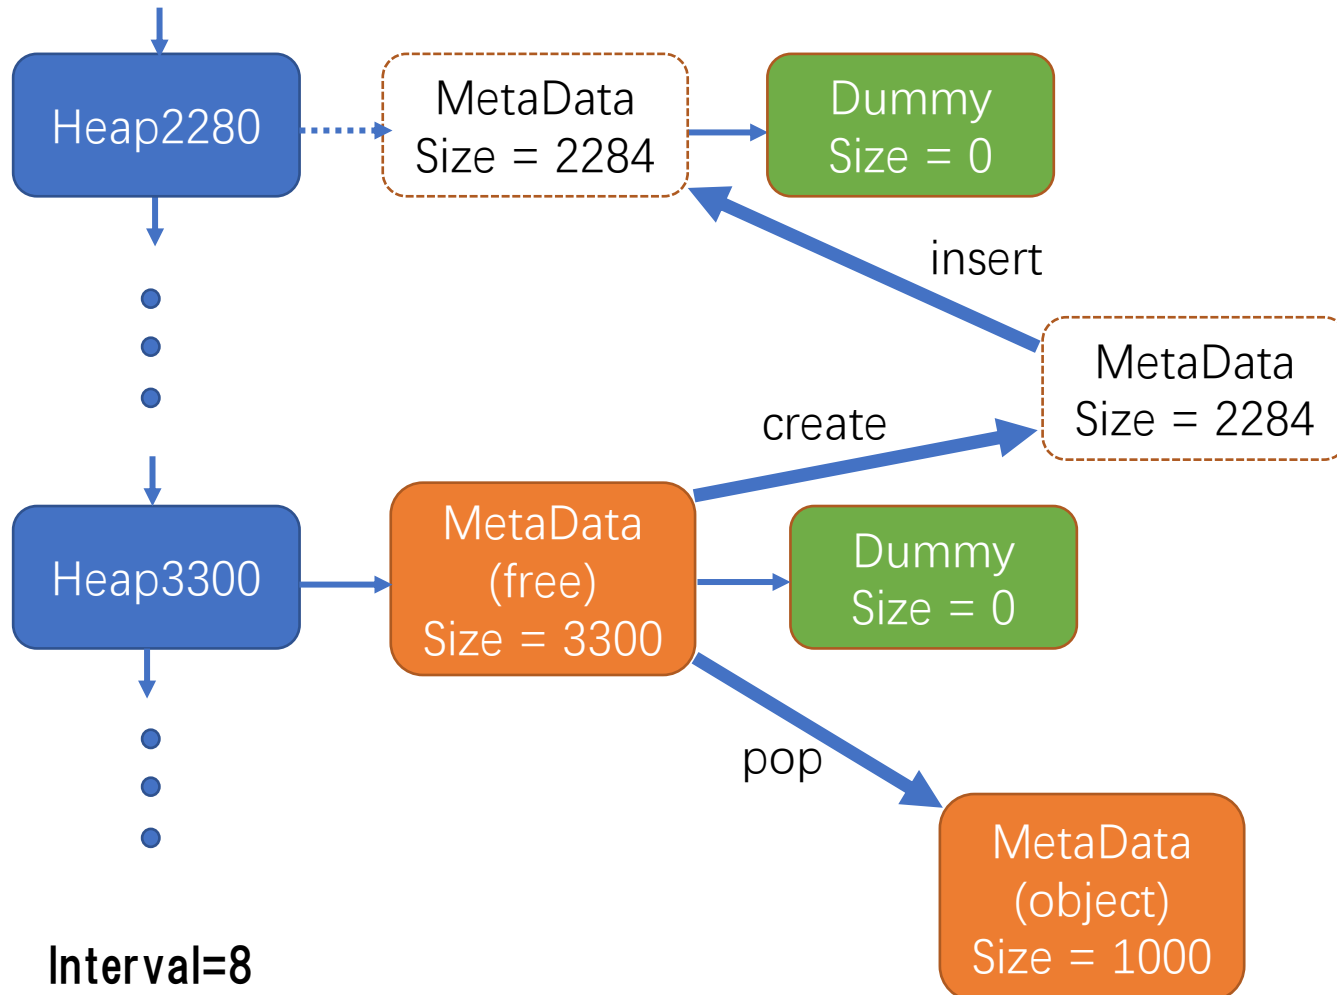 Heap2280
MetaData
Size = 2284
Dummy
Size = 0
insert
MetaData
Size = 2284
create
Heap3300
MetaData
(free)
Size = 3300
Dummy
Size = 0
pop
MetaData
(object)
Size = 1000
Interval=8